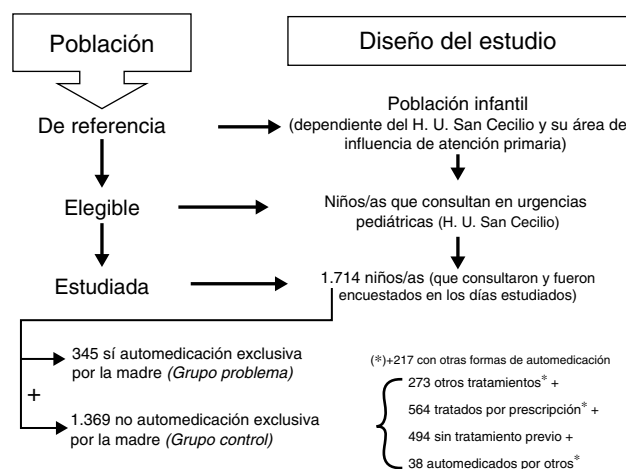 Población
Diseño del estudio
De referencia
Población infantil
(dependiente del H. U. San Cecilio y su área de
influencia de atención primaria)
Elegible
Niños/as que consultan en urgencias
pediátricas (H. U. San Cecilio)
Estudiada
1.714 niños/as (que consultaron y fueron
encuestados en los días estudiados)
345 sí automedicación exclusiva
por la madre (Grupo problema)
+
1.369 no automedicación exclusiva
por la madre (Grupo control)
(*)+217 con otras formas de automedicación
273 otros tratamientos* +
564 tratados por prescripción* +
494 sin tratamiento previo +
38 automedicados por otros*